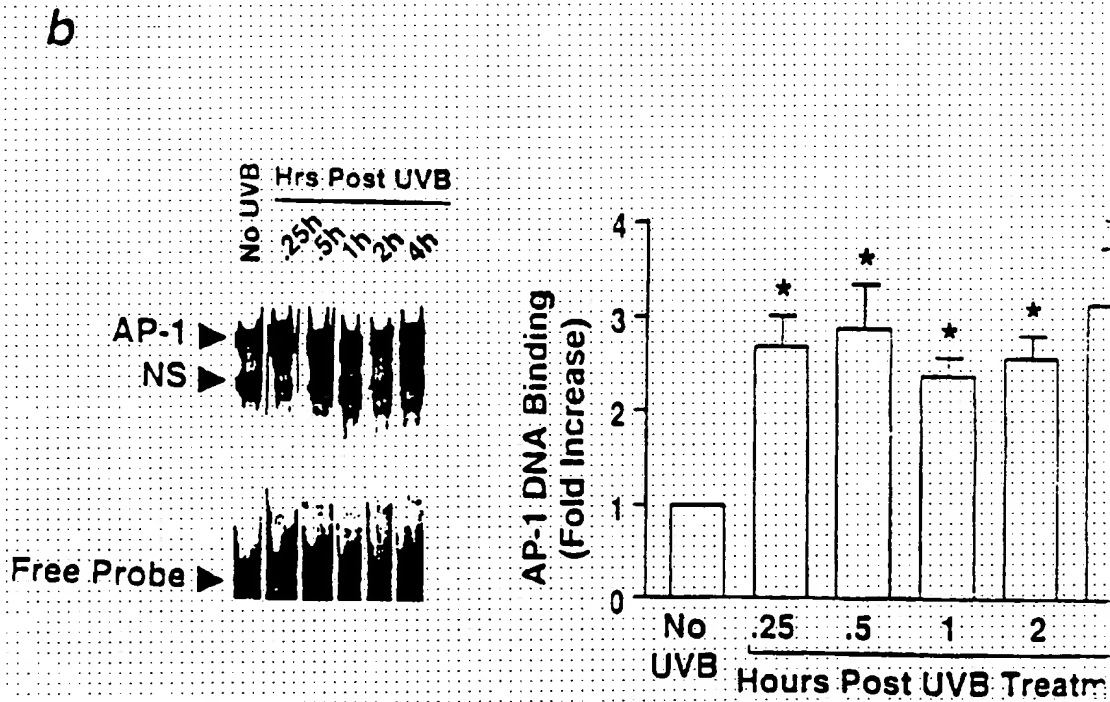 b
No UVB
Hrs Post UVB
.25h
.5h
1h
2h
4h
AP-1
NS
Free Probe
AP-1 DNA Binding
(Fold Increase)
4
3
2
1
0
*
*
*
*
No
UVB
.25
.5
1
2
Hours Post UVB Treatm